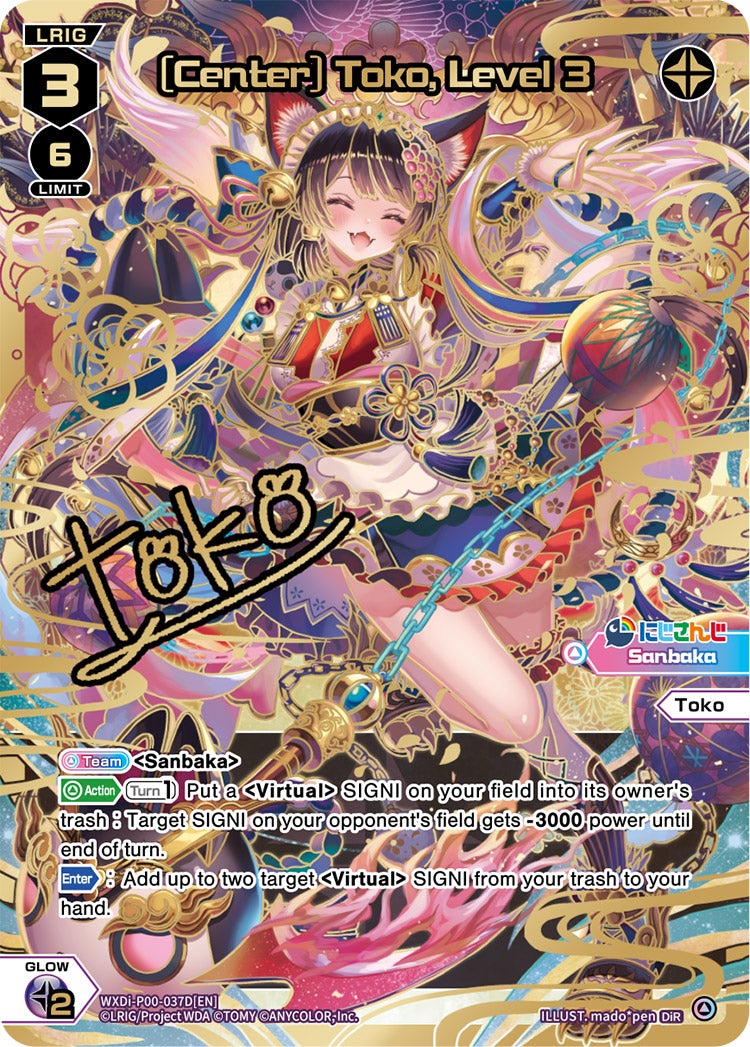 LRIG
3
6
LIMIT
[Center] Toko, Level 3
toko
にじさんじ
Sanbaka
Toko
Team <Sanbaka>
Action Turn 1 Put a <Virtual> SIGNI on your field into its owner's
trash : Target SIGNI on your opponent's field gets -3000 power until
end of turn.
Enter : Add up to two target <Virtual> SIGNI from your trash to your
hand.
GLOW
2
WXDi-P00-037D[EN]
©LRIG/Project WDA ©TOMY ©ANYCOLOR, Inc.
ILLUST. mado*pen DiR